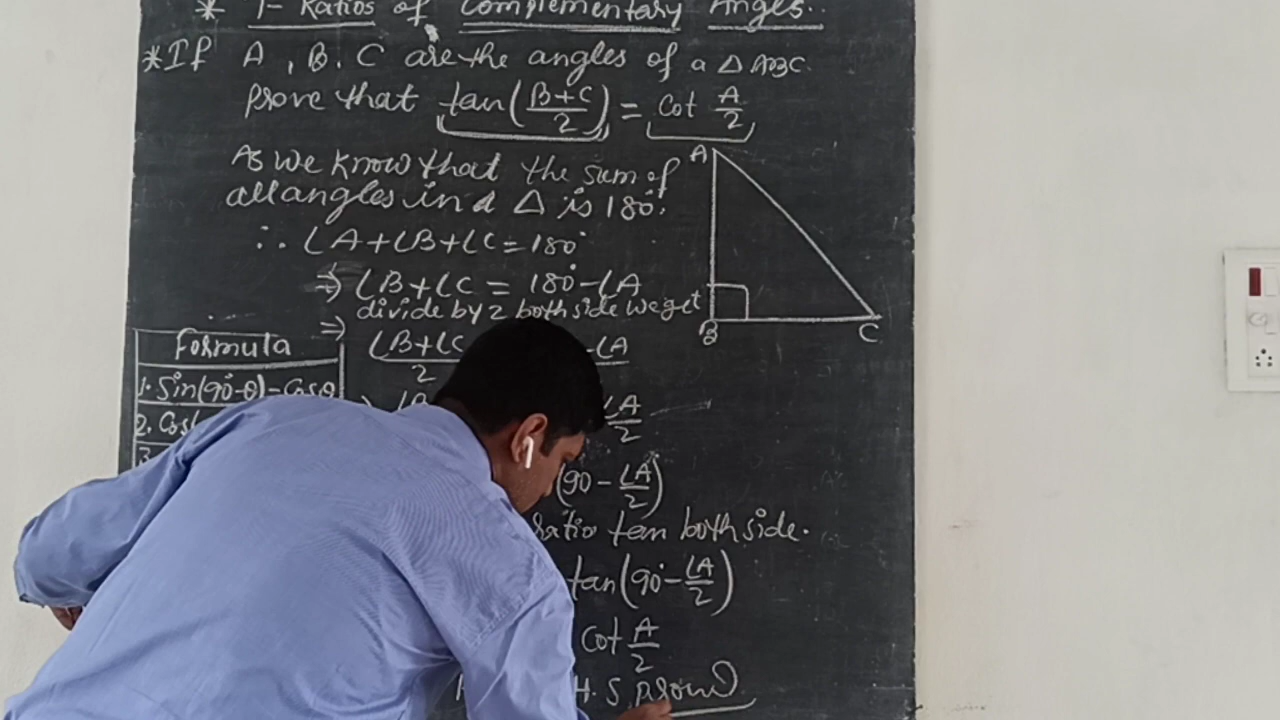 * T- Ratios of Complementary Angles.
*If A, B, C are the angles of a △ ABC.
prove that tan(B+C/2) = cot A/2
As we know that the sum of
all angles in a △ is 180°.
∴ ∠A+∠B+∠C=180°
⇒ ∠B+∠C = 180°-∠A
divide by 2 both side we get
⇒ ∠B+∠C/2 -∠A
∠A/2
(90 - ∠A/2)
ratio tan both side.
tan(90°-∠A/2)
cot A/2
H.S proved
A
B
C
Formula
1. Sin(90°-θ)=Cosθ
2. Cos(
3.